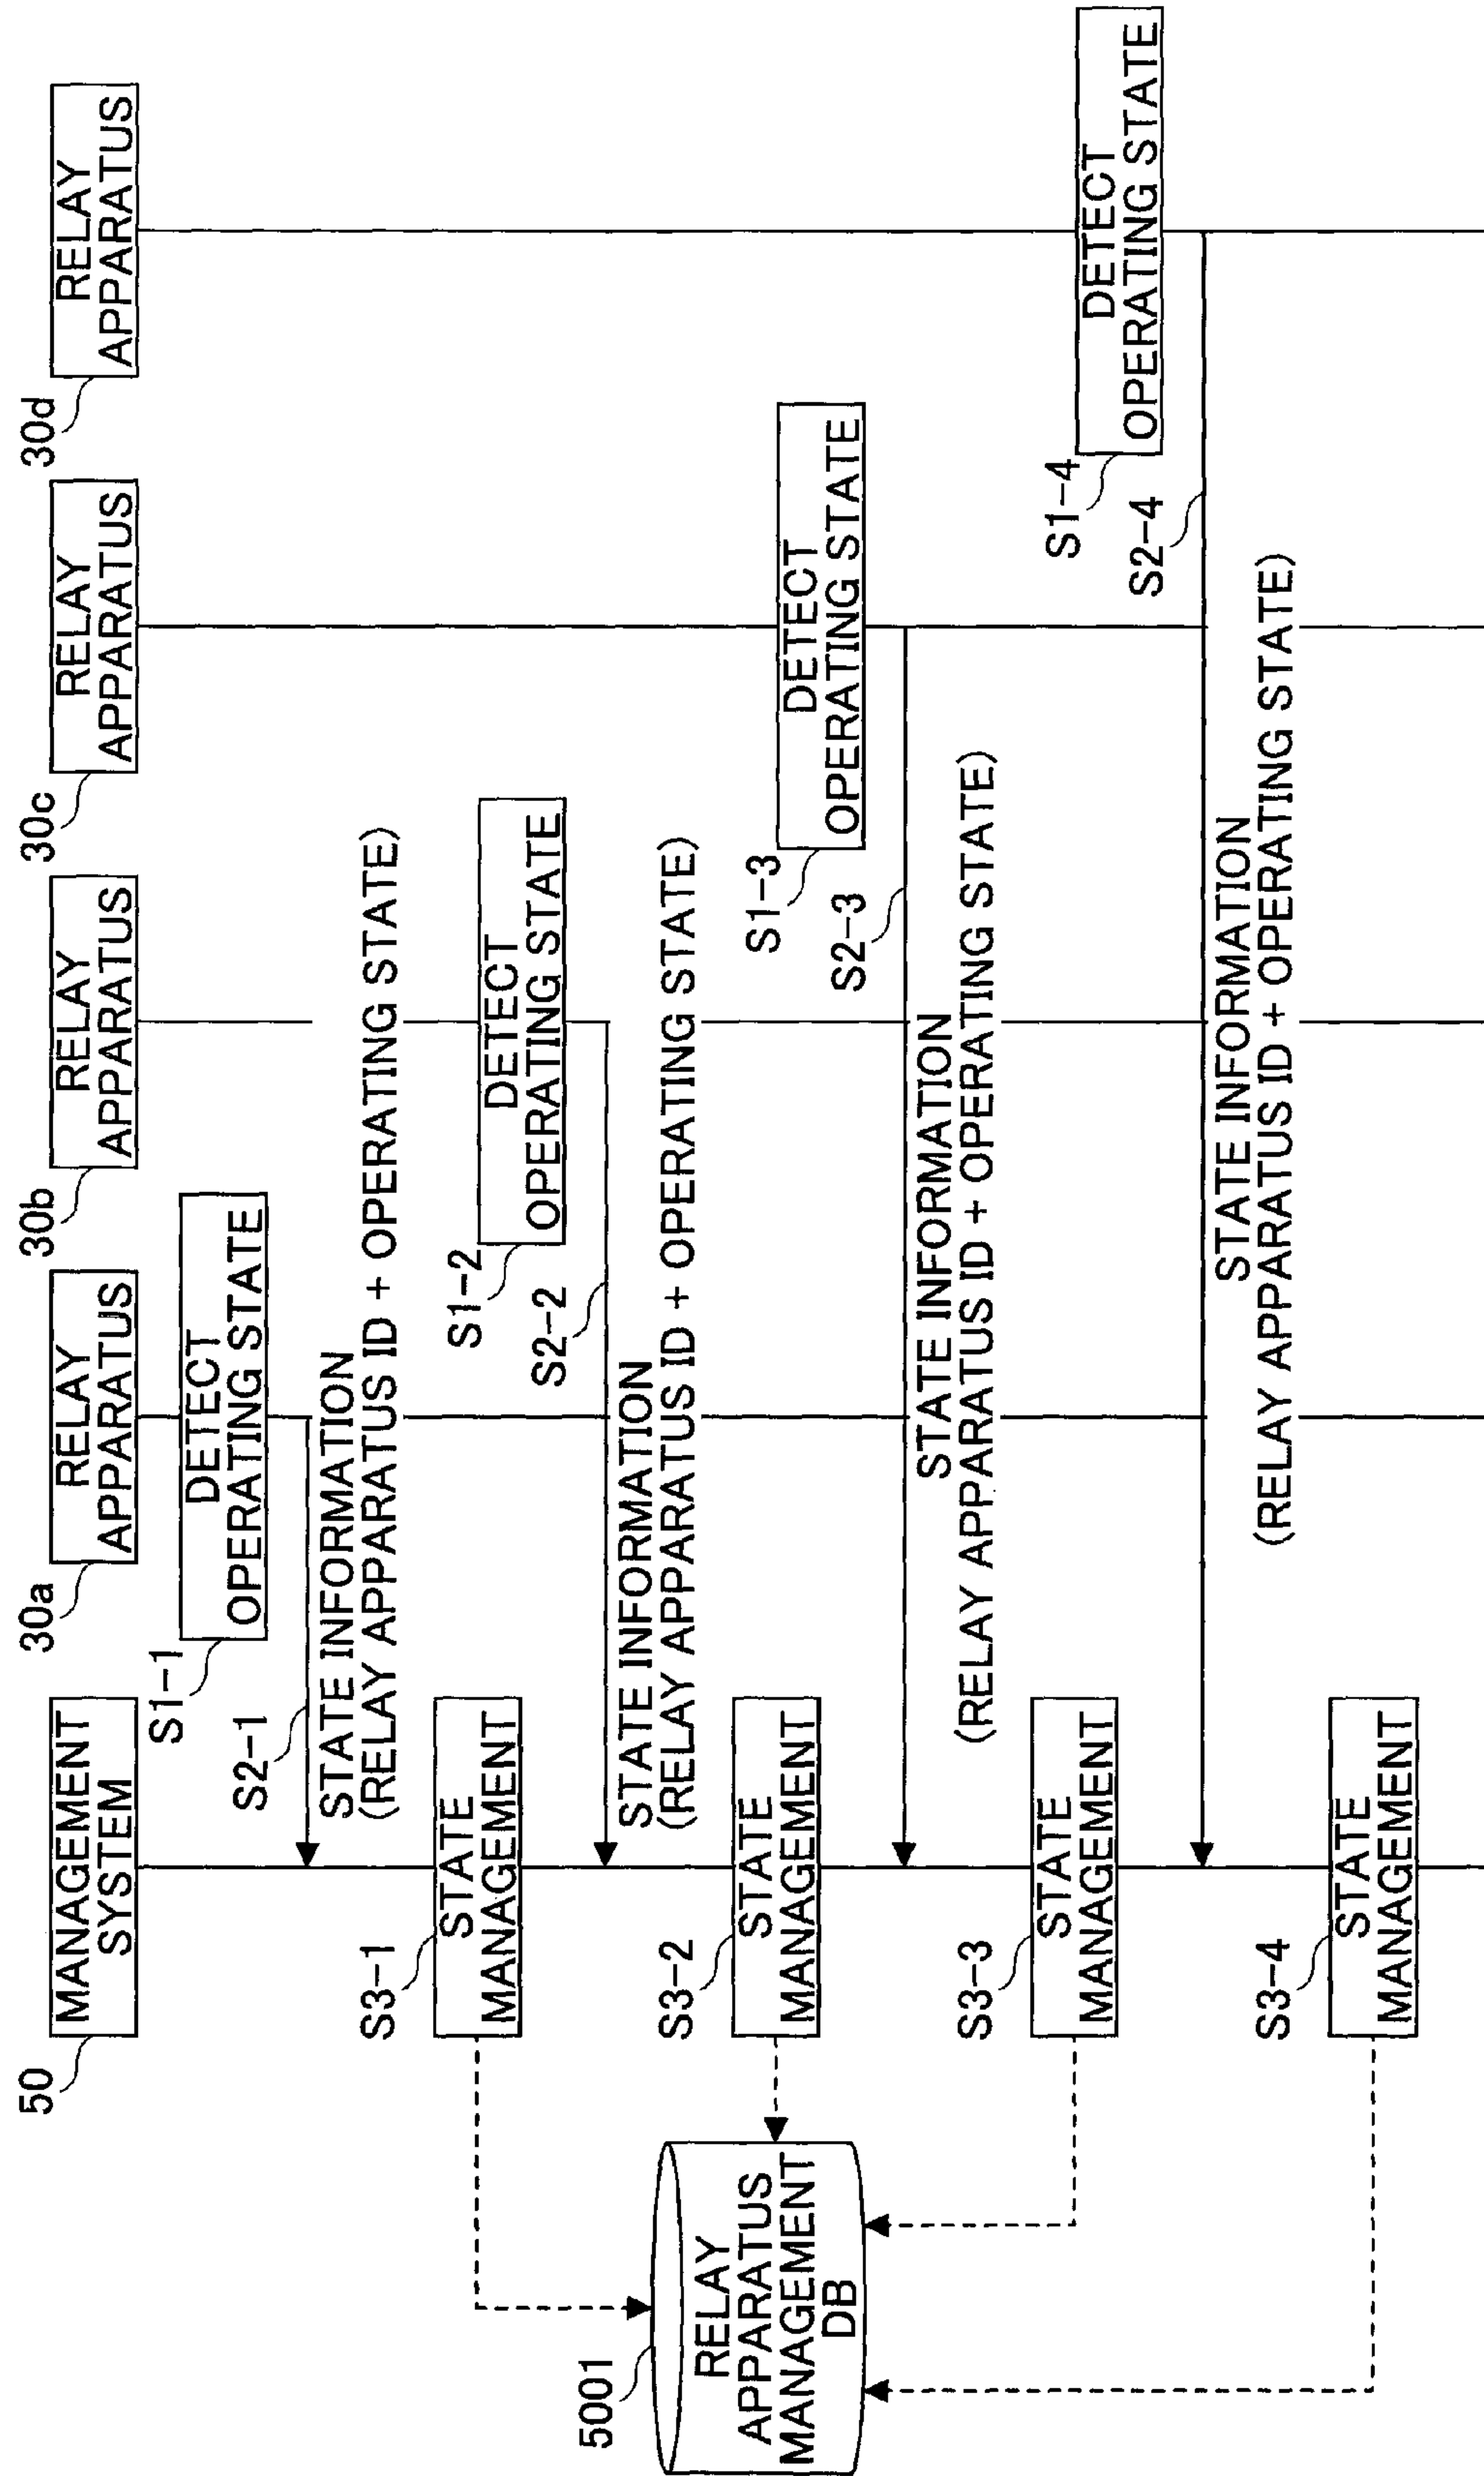 50
MANAGEMENT
SYSTEM
30a
RELAY
APPARATUS
30b
RELAY
APPARATUS
30c
RELAY
APPARATUS
30d
RELAY
APPARATUS
S1-1
DETECT
OPERATING STATE
S2-1
STATE INFORMATION
(RELAY APPARATUS ID + OPERATING STATE)
S3-1
STATE
MANAGEMENT
S1-2
DETECT
OPERATING STATE
S2-2
STATE INFORMATION
(RELAY APPARATUS ID + OPERATING STATE)
5001
RELAY
APPARATUS
MANAGEMENT
DB
S3-2
STATE
MANAGEMENT
S1-3
DETECT
OPERATING STATE
S2-3
STATE INFORMATION
(RELAY APPARATUS ID + OPERATING STATE)
S3-3
STATE
MANAGEMENT
S1-4
DETECT
OPERATING STATE
S2-4
STATE INFORMATION
(RELAY APPARATUS ID + OPERATING STATE)
S3-4
STATE
MANAGEMENT